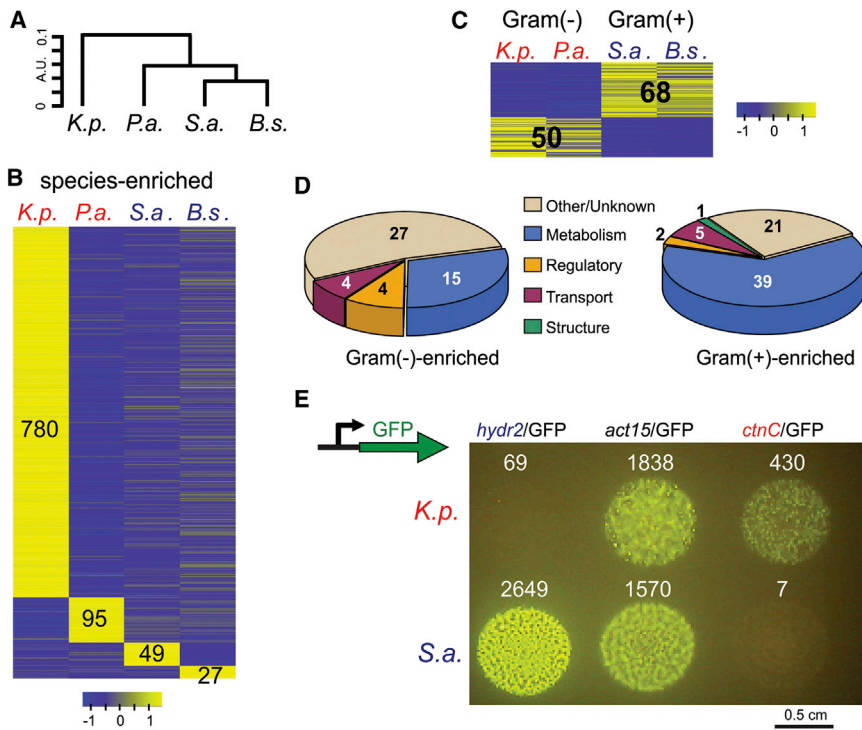 A
0.1
A.U.
0
K.p. P.a. S.a. B.s.
B
species-enriched
K.p. P.a. S.a. B.s.
780
95
49
27
-1 0 1
C
Gram(-) Gram(+)
K.p. P.a. S.a. B.s.
68
50
-1 0 1
D
27
4
4
15
Gram(-)-enriched
Other/Unknown
Metabolism
Regulatory
Transport
Structure
1
2
5
21
39
Gram(+)-enriched
E
GFP
hydr2/GFP act15/GFP ctnC/GFP
K.p.
69 1838 430
S.a.
2649 1570 7
0.5 cm